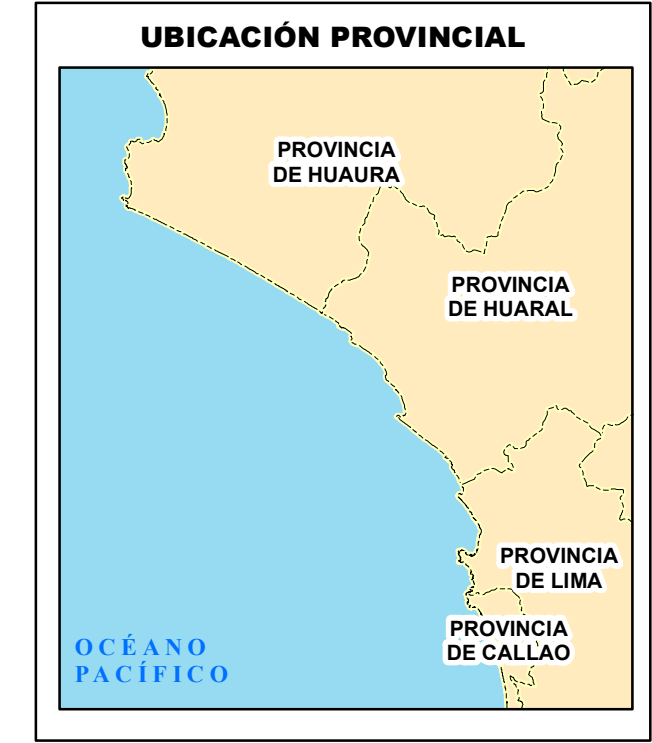 UBICACIÓN PROVINCIAL
PROVINCIA
DE HUAURA
PROVINCIA
DE HUARAL
PROVINCIA
DE LIMA
PROVINCIA
DE CALLAO
OCÉANO
PACÍFICO